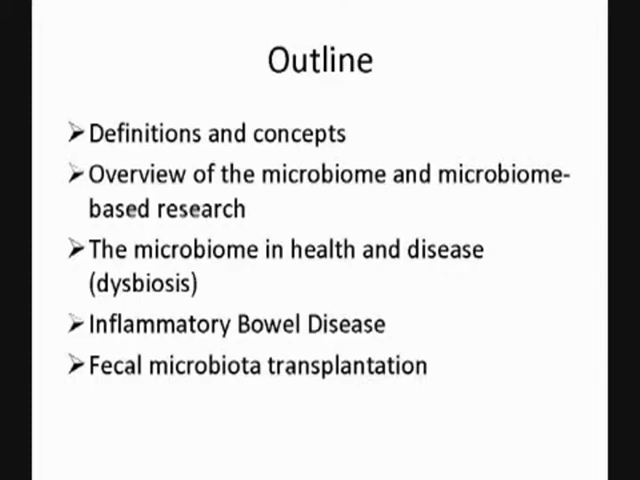 Outline
➢ Definitions and concepts
➢ Overview of the microbiome and microbiome-
based research
➢ The microbiome in health and disease
(dysbiosis)
➢ Inflammatory Bowel Disease
➢ Fecal microbiota transplantation